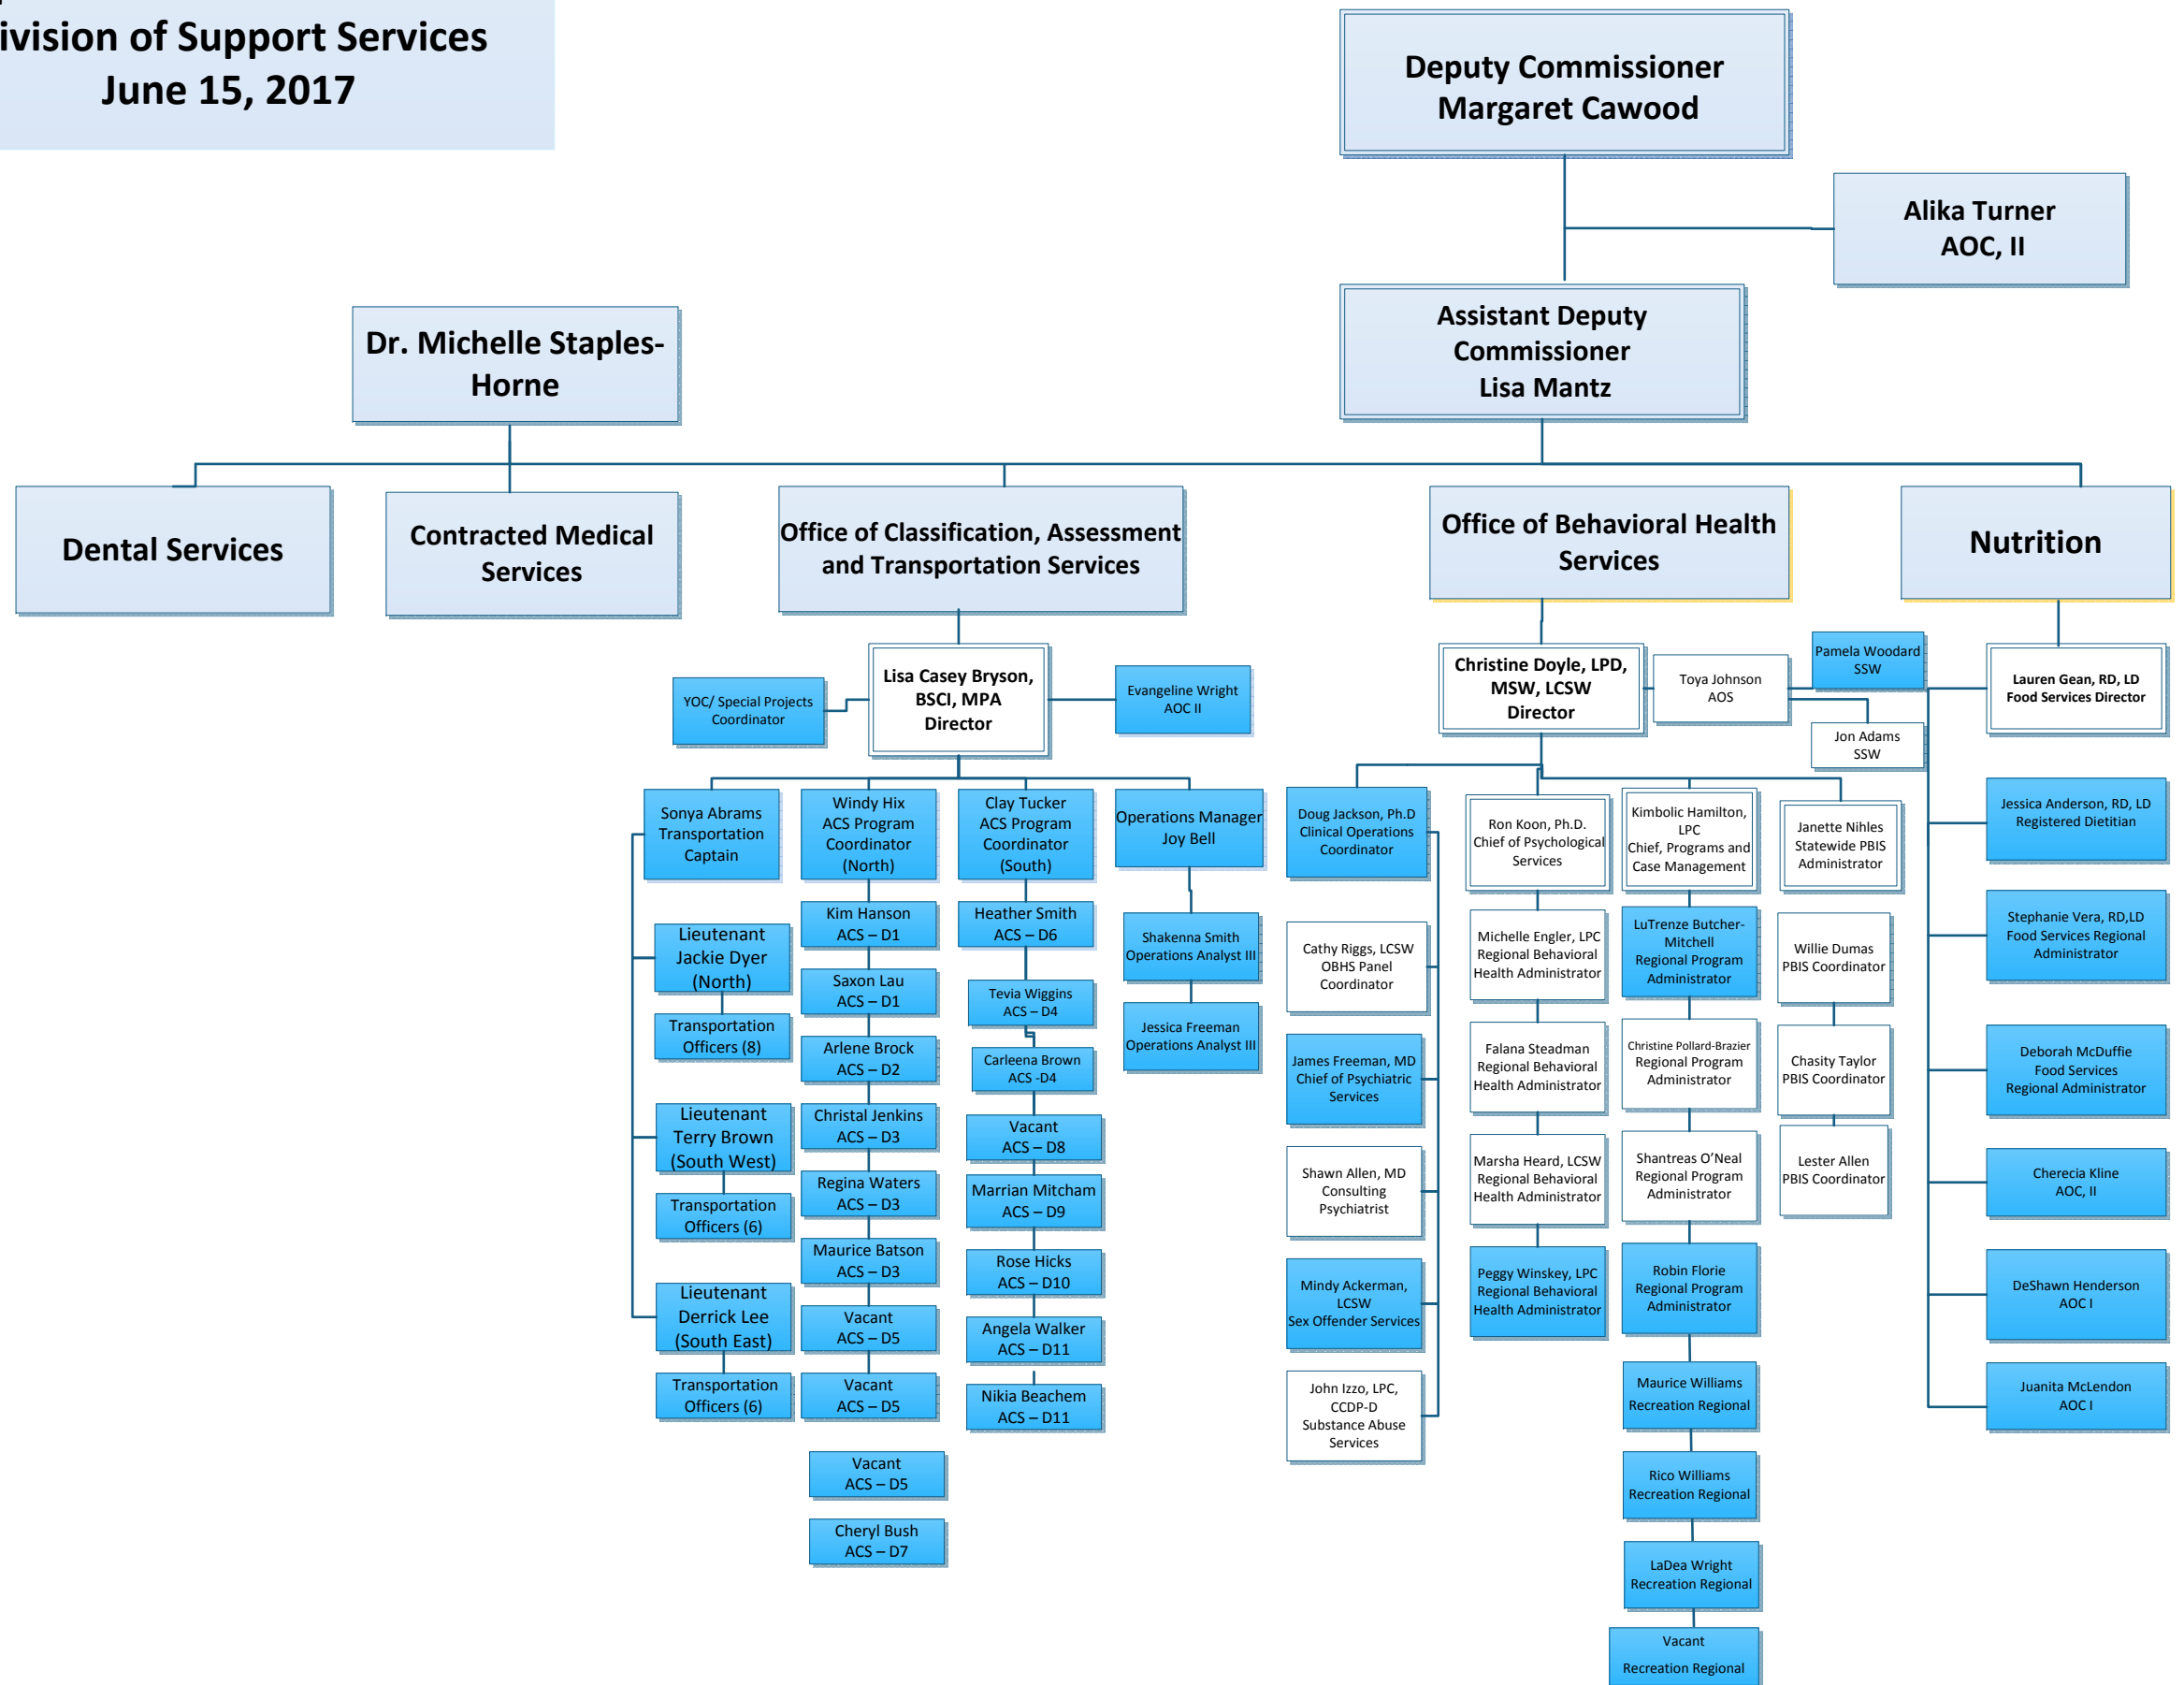 ivision of Support Services
June 15, 2017
Deputy Commissioner
Margaret Cawood
Alika Turner
AOC, II
Assistant Deputy
Commissioner
Lisa Mantz
Dr. Michelle Staples-
Horne
Dental Services
Contracted Medical
Services
Office of Classification, Assessment
and Transportation Services
Office of Behavioral Health
Services
Nutrition
YOC/ Special Projects
Coordinator
Lisa Casey Bryson,
BSCI, MPA
Director
Evangeline Wright
AOC II
Christine Doyle, LPD,
MSW, LCSW
Director
Toya Johnson
AOS
Pamela Woodard
SSW
Jon Adams
SSW
Lauren Gean, RD, LD
Food Services Director
Sonya Abrams
Transportation
Captain
Lieutenant
Jackie Dyer
(North)
Transportation
Officers (8)
Lieutenant
Terry Brown
(South West)
Transportation
Officers (6)
Lieutenant
Derrick Lee
(South East)
Transportation
Officers (6)
Windy Hix
ACS Program
Coordinator
(North)
Kim Hanson
ACS – D1
Saxon Lau
ACS – D1
Arlene Brock
ACS – D2
Christal Jenkins
ACS – D3
Regina Waters
ACS – D3
Maurice Batson
ACS – D3
Vacant
ACS – D5
Vacant
ACS – D5
Vacant
ACS – D5
Cheryl Bush
ACS – D7
Clay Tucker
ACS Program
Coordinator
(South)
Heather Smith
ACS – D6
Tevia Wiggins
ACS – D4
Carleena Brown
ACS -D4
Vacant
ACS – D8
Marrian Mitcham
ACS – D9
Rose Hicks
ACS – D10
Angela Walker
ACS – D11
Nikia Beachem
ACS – D11
Operations Manager
Joy Bell
Shakenna Smith
Operations Analyst III
Jessica Freeman
Operations Analyst III
Doug Jackson, Ph.D
Clinical Operations
Coordinator
Cathy Riggs, LCSW
OBHS Panel
Coordinator
James Freeman, MD
Chief of Psychiatric
Services
Shawn Allen, MD
Consulting
Psychiatrist
Mindy Ackerman,
LCSW
Sex Offender Services
John Izzo, LPC,
CCDP-D
Substance Abuse
Services
Ron Koon, Ph.D.
Chief of Psychological
Services
Michelle Engler, LPC
Regional Behavioral
Health Administrator
Falana Steadman
Regional Behavioral
Health Administrator
Marsha Heard, LCSW
Regional Behavioral
Health Administrator
Peggy Winskey, LPC
Regional Behavioral
Health Administrator
Kimbolic Hamilton,
LPC
Chief, Programs and
Case Management
LuTrenze Butcher-
Mitchell
Regional Program
Administrator
Christine Pollard-Brazier
Regional Program
Administrator
Shantreas O’Neal
Regional Program
Administrator
Robin Florie
Regional Program
Administrator
Maurice Williams
Recreation Regional
Rico Williams
Recreation Regional
LaDea Wright
Recreation Regional
Vacant
Recreation Regional
Janette Nihles
Statewide PBIS
Administrator
Willie Dumas
PBIS Coordinator
Chasity Taylor
PBIS Coordinator
Lester Allen
PBIS Coordinator
Jessica Anderson, RD, LD
Registered Dietitian
Stephanie Vera, RD,LD
Food Services Regional
Administrator
Deborah McDuffie
Food Services
Regional Administrator
Cherecia Kline
AOC, II
DeShawn Henderson
AOC I
Juanita McLendon
AOC I